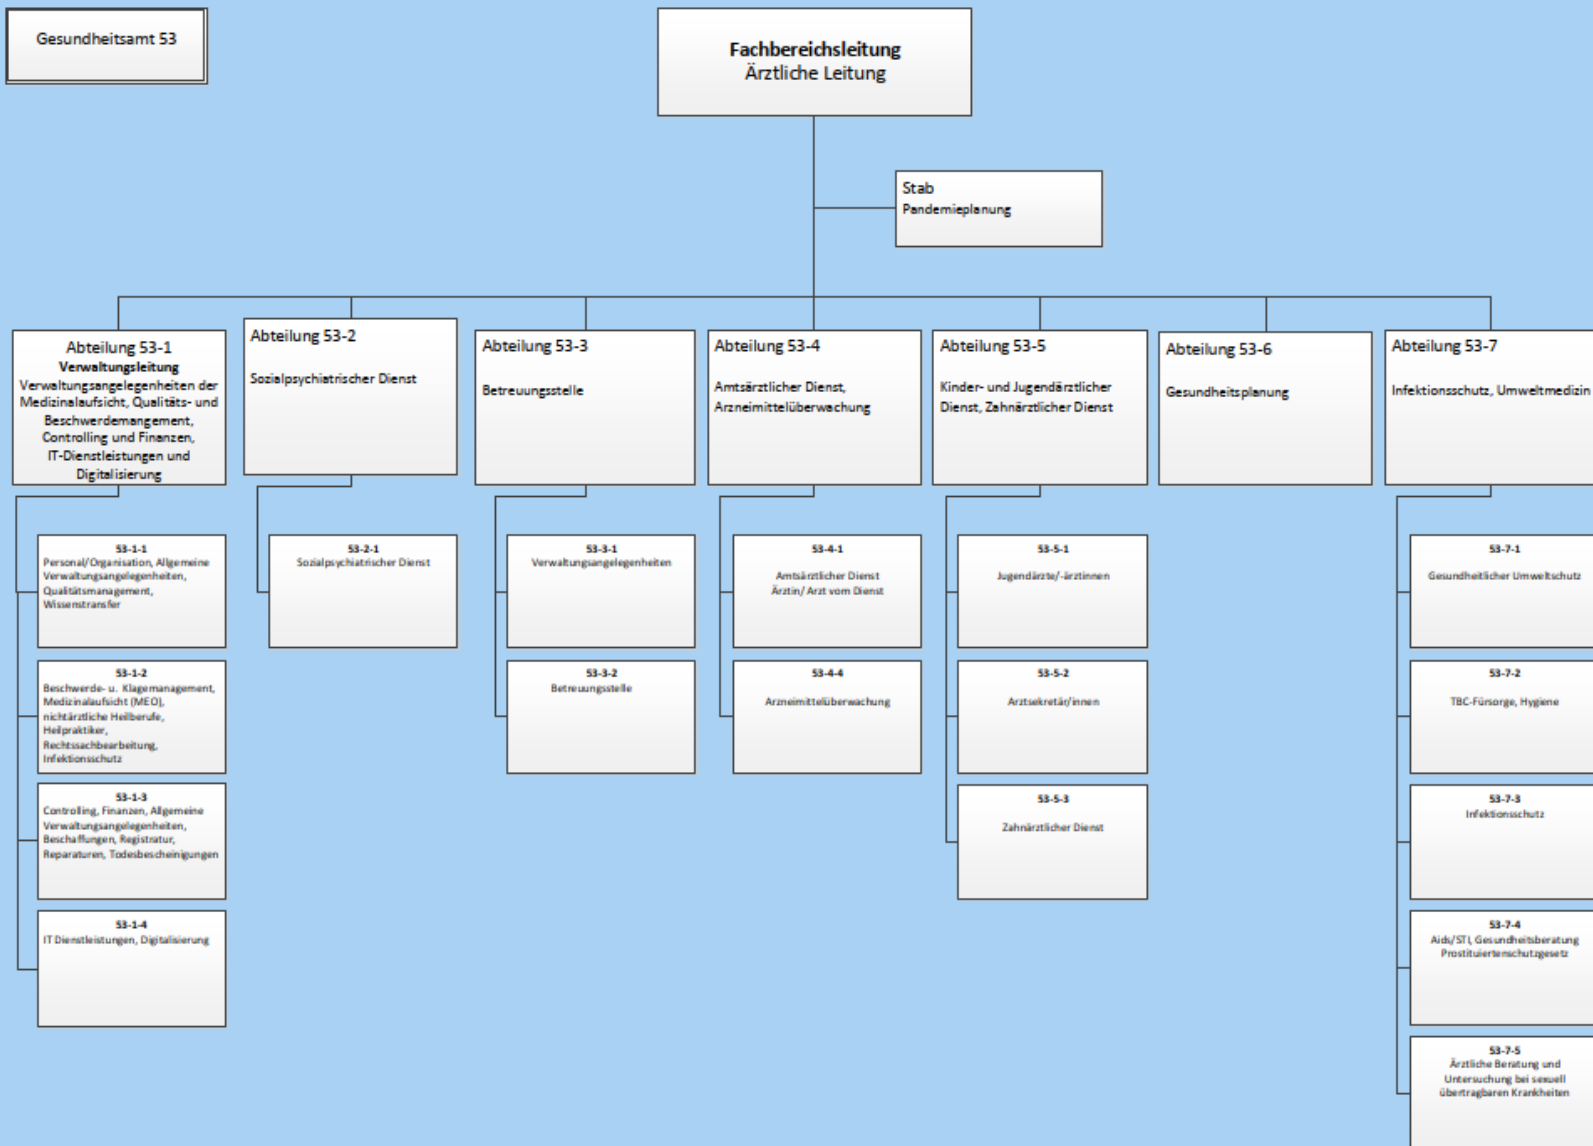 Gesundheitsamt 53
Fachbereichsleitung
Ärztliche Leitung
Stab
Pandemieplanung
Abteilung 53-1
Verwaltungsleitung
Verwaltungsangelegenheiten der
Medizinalaufsicht, Qualitäts- und
Beschwerdemangement,
Controlling und Finanzen,
IT-Dienstleistungen und
Digitalisierung
Abteilung 53-2
Sozialpsychiatrischer Dienst
Abteilung 53-3
Betreuungsstelle
Abteilung 53-4
Amtsärztlicher Dienst,
Arzneimittelüberwachung
Abteilung 53-5
Kinder- und Jugendärztlicher
Dienst, Zahnärztlicher Dienst
Abteilung 53-6
Gesundheitsplanung
Abteilung 53-7
Infektionsschutz, Umweltmedizin
53-1-1
Personal/Organisation, Allgemeine
Verwaltungsangelegenheiten,
Qualitätsmanagement,
Wissenstransfer
53-1-2
Beschwerde- u. Klagemanagement,
Medizinalaufsicht (MEO),
nichtärztliche Heilberufe,
Heilpraktiker,
Rechtssachbearbeitung,
Infektionsschutz
53-1-3
Controlling, Finanzen, Allgemeine
Verwaltungsangelegenheiten,
Beschaffungen, Registratur,
Reparaturen, Todesbescheinigungen
53-1-4
IT Dienstleistungen, Digitalisierung
53-2-1
Sozialpsychiatrischer Dienst
53-3-1
Verwaltungsangelegenheiten
53-3-2
Betreuungsstelle
53-4-1
Amtsärztlicher Dienst
Ärztin/ Arzt vom Dienst
53-4-4
Arzneimittelüberwachung
53-5-1
Jugendärzte/-ärztinnen
53-5-2
Arztsekretär/innen
53-5-3
Zahnärztlicher Dienst
53-7-1
Gesundheitlicher Umweltschutz
53-7-2
TBC-Fürsorge, Hygiene
53-7-3
Infektionsschutz
53-7-4
Aids/STI, Gesundheitsberatung
Prostituiertenschutzgesetz
53-7-5
Ärztliche Beratung und
Untersuchung bei sexuell
übertragbaren Krankheiten